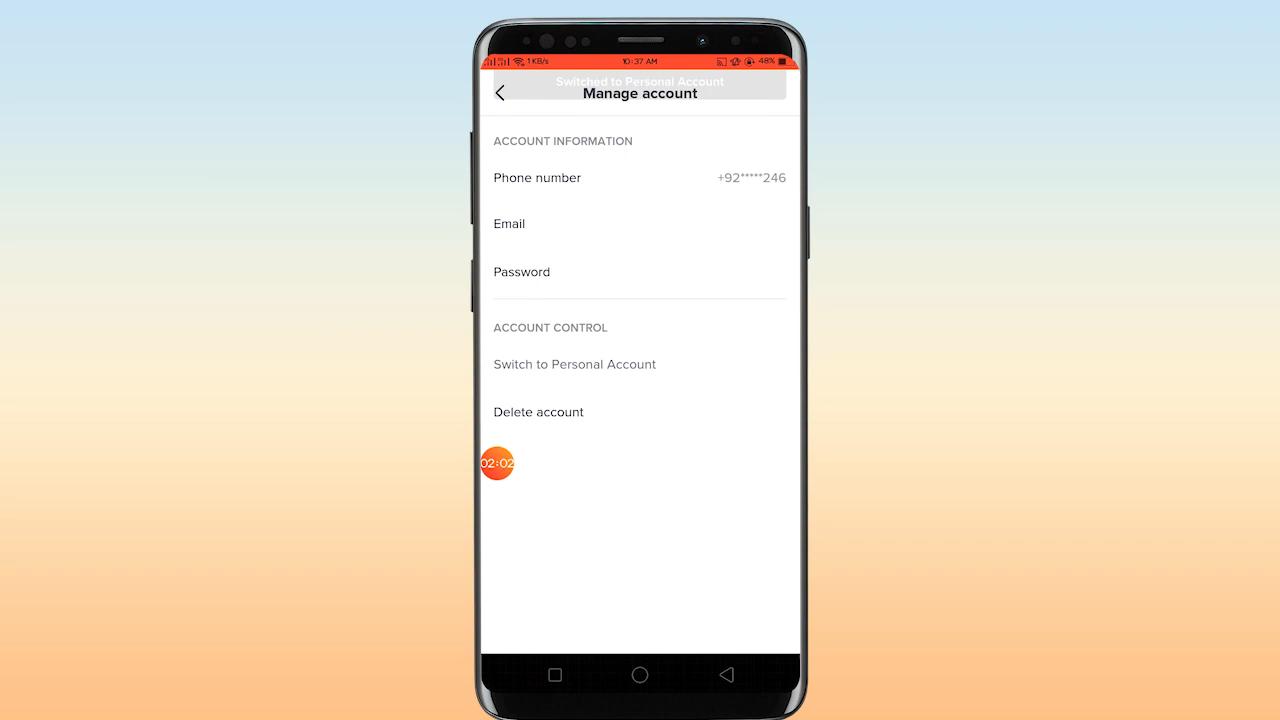 1 KB/s 10:37 AM 48%
Switched to Personal Account
Manage account
ACCOUNT INFORMATION
Phone number +92*****246
Email
Password
ACCOUNT CONTROL
Switch to Personal Account
Delete account
02:02